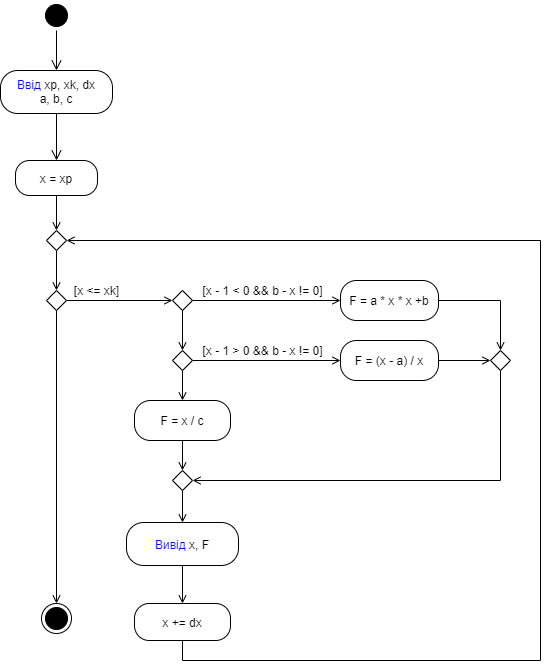 Ввід xp, xk, dx
a, b, c
x = xp
[x <= xk]
[x - 1 < 0 && b - x != 0]
F = a * x * x +b
[x - 1 > 0 && b - x != 0]
F = (x - a) / x
F = x / c
Вивід x, F
x += dx